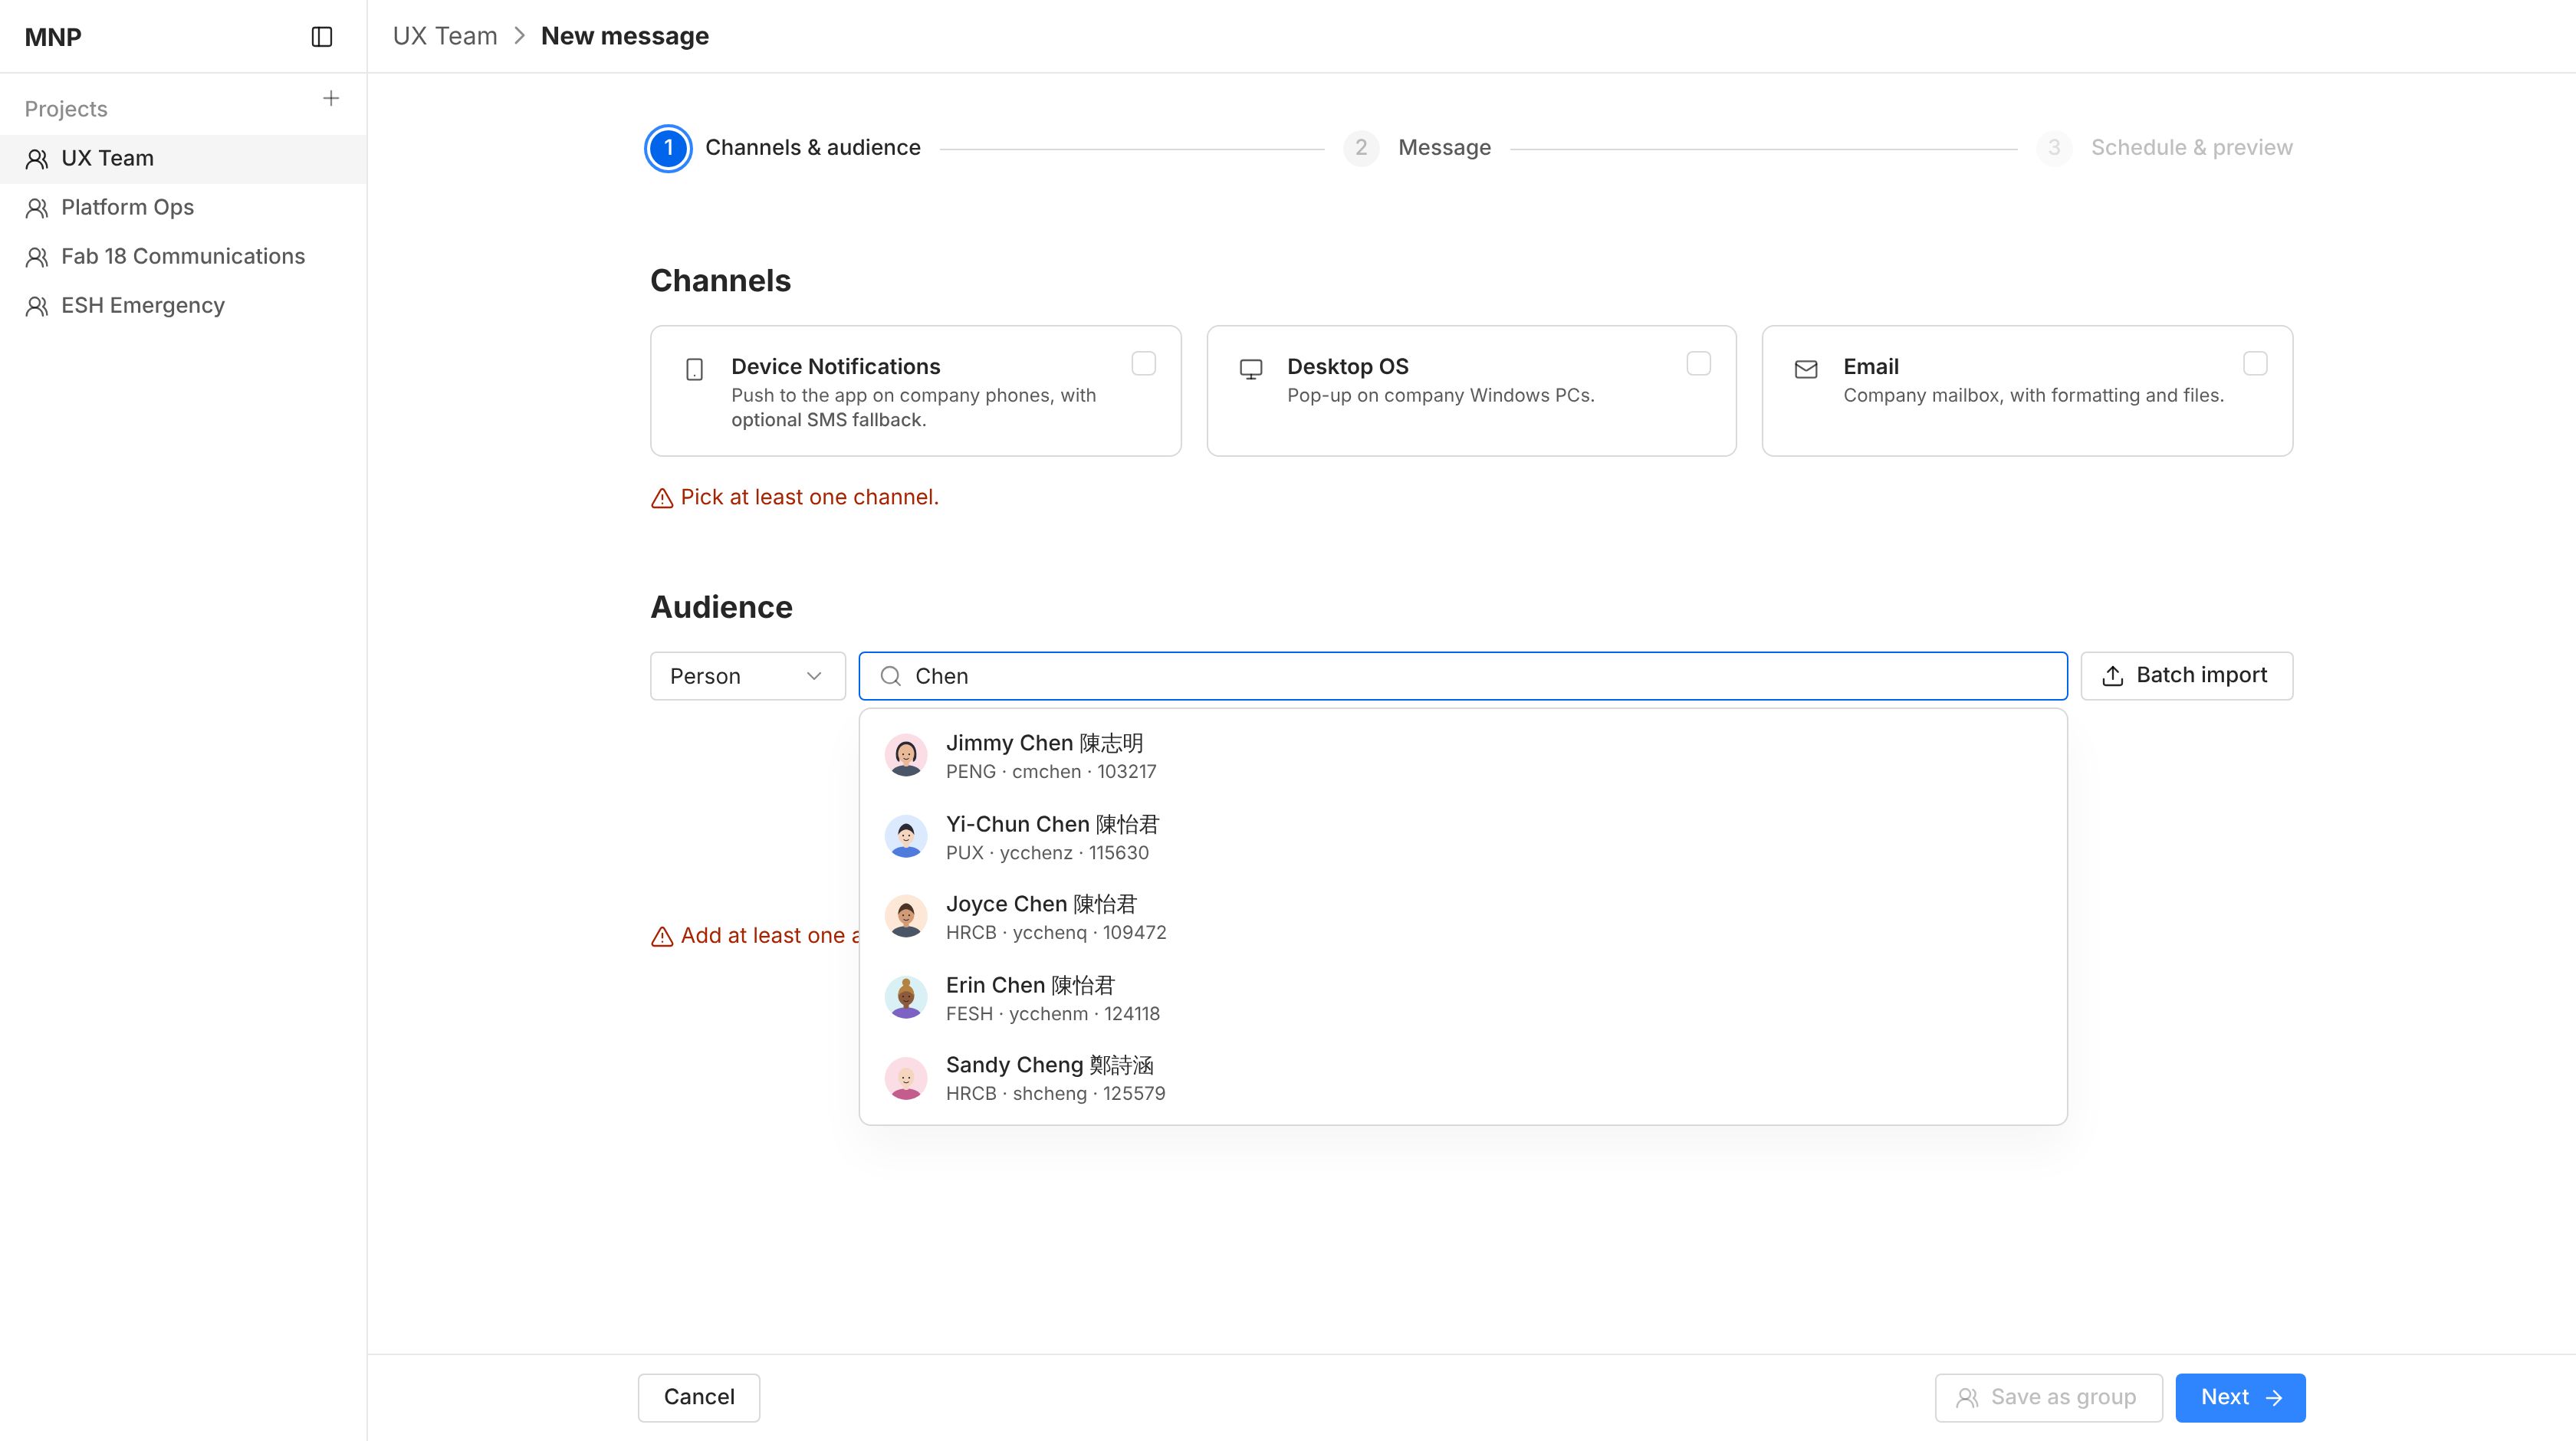 MNP
UX Team > New message
Projects
UX Team
Platform Ops
Fab 18 Communications
ESH Emergency
1 Channels & audience
2 Message
3 Schedule & preview
Channels
Device Notifications
Push to the app on company phones, with
optional SMS fallback.
Desktop OS
Pop-up on company Windows PCs.
Email
Company mailbox, with formatting and files.
Pick at least one channel.
Audience
Person
Chen
Batch import
Jimmy Chen 陳志明
PENG · cmchen · 103217
Yi-Chun Chen 陳怡君
PUX · ycchenz · 115630
Joyce Chen 陳怡君
HRCB · ycchenq · 109472
Add at least one a
Erin Chen 陳怡君
FESH · ycchenm · 124118
Sandy Cheng 鄭詩涵
HRCB · shcheng · 125579
Cancel
Save as group
Next